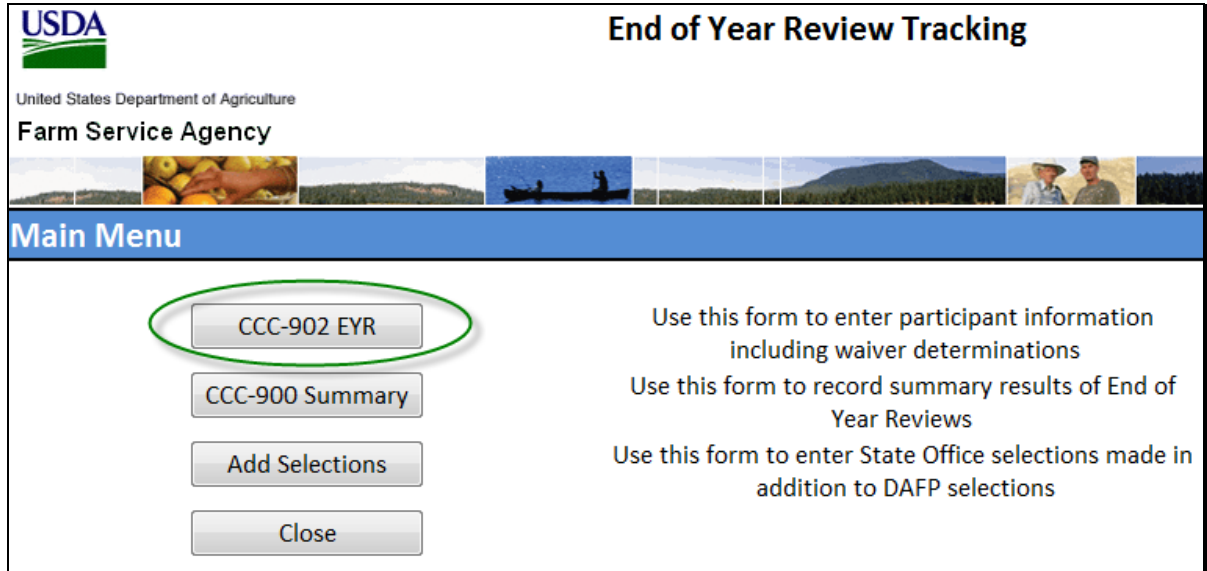 USDA
End of Year Review Tracking
United States Department of Agriculture
Farm Service Agency
Main Menu
CCC-902 EYR
Use this form to enter participant information
including waiver determinations
CCC-900 Summary
Use this form to record summary results of End of
Year Reviews
Add Selections
Use this form to enter State Office selections made in
addition to DAFP selections
Close